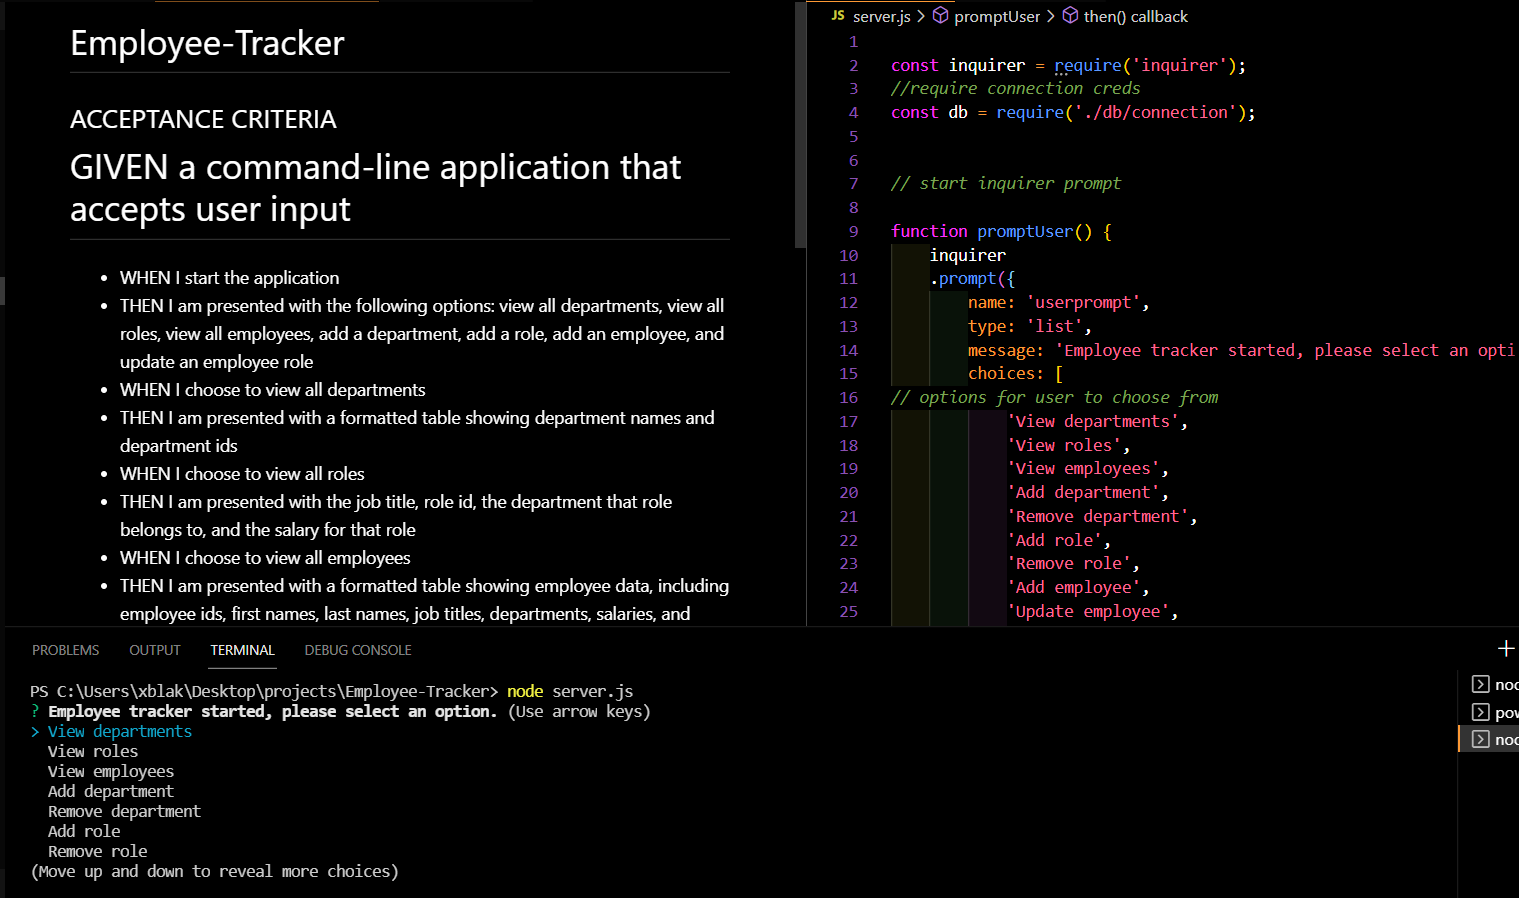 Employee-Tracker
ACCEPTANCE CRITERIA
GIVEN a command-line application that
accepts user input
• WHEN I start the application
• THEN I am presented with the following options: view all departments, view all
roles, view all employees, add a department, add a role, add an employee, and
update an employee role
• WHEN I choose to view all departments
• THEN I am presented with a formatted table showing department names and
department ids
• WHEN I choose to view all roles
• THEN I am presented with the job title, role id, the department that role
belongs to, and the salary for that role
• WHEN I choose to view all employees
• THEN I am presented with a formatted table showing employee data, including
employee ids, first names, last names, job titles, departments, salaries, and
JS server.js > promptUser > then() callback
1
2 const inquirer = require('inquirer');
3 //require connection creds
4 const db = require('./db/connection');
5
6
7 // start inquirer prompt
8
9 function promptUser() {
10 inquirer
11 .prompt({
12 name: 'userprompt',
13 type: 'list',
14 message: 'Employee tracker started, please select an opti
15 choices: [
16 // options for user to choose from
17 'View departments',
18 'View roles',
19 'View employees',
20 'Add department',
21 'Remove department',
22 'Add role',
23 'Remove role',
24 'Add employee',
25 'Update employee',
PROBLEMS OUTPUT TERMINAL DEBUG CONSOLE
PS C:\Users\xblak\Desktop\projects\Employee-Tracker> node server.js
? Employee tracker started, please select an option. (Use arrow keys)
> View departments
View roles
View employees
Add department
Remove department
Add role
Remove role
(Move up and down to reveal more choices)
noc
pov
noc